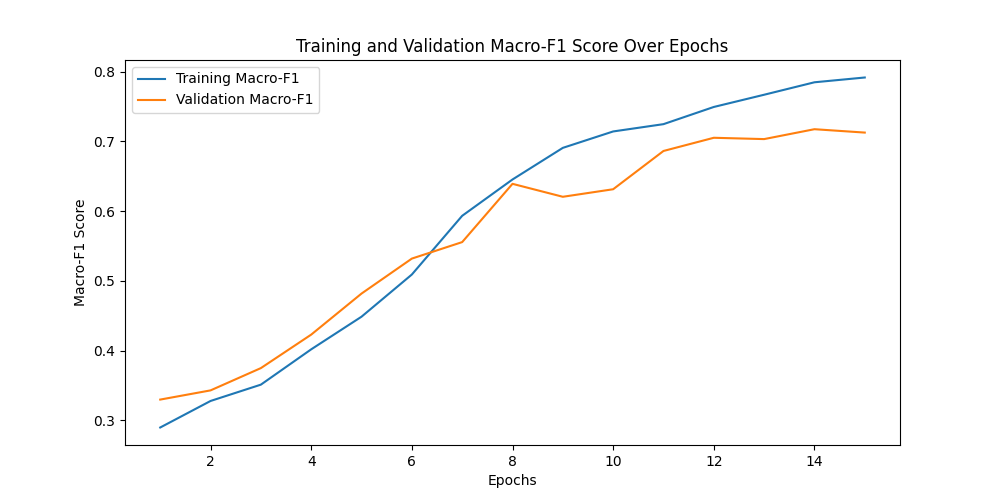 Training and Validation Macro-F1 Score Over Epochs
Training Macro-F1
Validation Macro-F1
Macro-F1 Score
0.8
0.7
0.6
0.5
0.4
0.3
2 4 6 8 10 12 14
Epochs